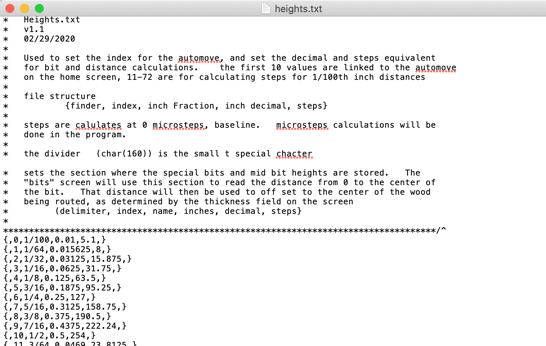 heights.txt
* Heights.txt
* v1.1
* 02/29/2020
*
* Used to set the index for the automove, and set the decimal and steps equivalent
* for bit and distance calculations. the first 10 values are linked to the automove
* on the home screen, 11-72 are for calculating steps for 1/100th inch distances
*
* file structure
* {finder, index, inch Fraction, inch decimal, steps}
*
* steps are calulates at 0 microsteps, baseline. microsteps calculations will be
* done in the program.
*
* the divider (char(160)) is the small t special chacter
*
* sets the section where the special bits and mid bit heights are stored. The
* "bits" screen will use this section to read the distance from 0 to the center of
* the bit. That distance will then be used to off set to the center of the wood
* being routed, as determined by the thickness field on the screen
* (delimiter, index, name, inches, decimal, steps}
*
************************************************************************************/^
{,0,1/100,0.01,5.1,}
{,1,1/64,0.015625,8,}
{,2,1/32,0.03125,15.875,}
{,3,1/16,0.0625,31.75,}
{,4,1/8,0.125,63.5,}
{,5,3/16,0.1875,95.25,}
{,6,1/4,0.25,127,}
{,7,5/16,0.3125,158.75,}
{,8,3/8,0.375,190.5,}
{,9,7/16,0.4375,222.24,}
{,10,1/2,0.5,254,}
{,11,3/64,0.0469,23.8125,}